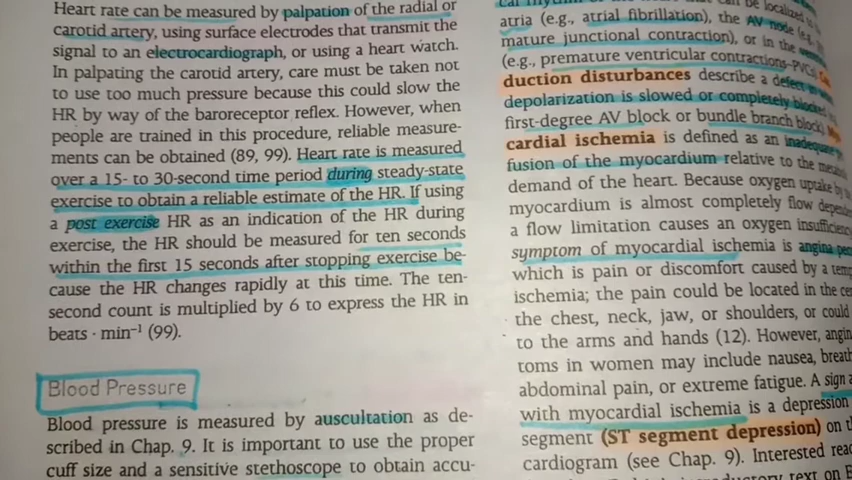 Heart rate can be measured by palpation of the radial or
carotid artery, using surface electrodes that transmit the
signal to an electrocardiograph, or using a heart watch.
In palpating the carotid artery, care must be taken not
to use too much pressure because this could slow the
HR by way of the baroreceptor reflex. However, when
people are trained in this procedure, reliable measure-
ments can be obtained (89, 99). Heart rate is measured
over a 15- to 30-second time period during steady-state
exercise to obtain a reliable estimate of the HR. If using
a post exercise HR as an indication of the HR during
exercise, the HR should be measured for ten seconds
within the first 15 seconds after stopping exercise be-
cause the HR changes rapidly at this time. The ten-
second count is multiplied by 6 to express the HR in
beats · min⁻¹ (99).
Blood Pressure
Blood pressure is measured by auscultation as de-
scribed in Chap. 9. It is important to use the proper
cuff size and a sensitive stethoscope to obtain accu-
can be localized
atria (e.g., atrial fibrillation), the AV node (e.g.
mature junctional contraction), or in the
(e.g., premature ventricular contractions–PVCs)
duction disturbances describe a defect in
depolarization is slowed or completely blocked
first-degree AV block or bundle branch block).
cardial ischemia is defined as an inadequate
fusion of the myocardium relative to the
demand of the heart. Because oxygen uptake by
myocardium is almost completely flow
a flow limitation causes an oxygen
symptom of myocardial ischemia is angina
which is pain or discomfort caused by a
ischemia; the pain could be located in the
the chest, neck, jaw, or shoulders, or could
to the arms and hands (12). However,
toms in women may include nausea,
abdominal pain, or extreme fatigue. A sign
with myocardial ischemia is a depression
segment (ST segment depression) on
cardiogram (see Chap. 9). Interested
text on